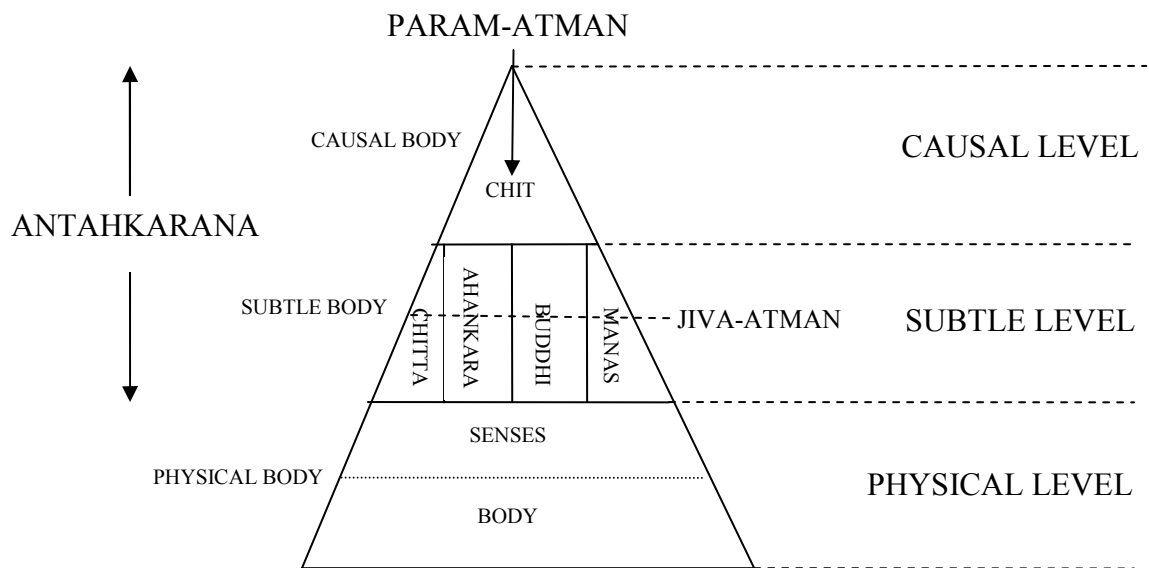 PARAM-ATMAN
CAUSAL BODY
CAUSAL LEVEL
CHIT
ANTAHKARANA
SUBTLE BODY
CHITTA
AHANKARA
BUDDHI
MANAS
JIVA-ATMAN
SUBTLE LEVEL
SENSES
PHYSICAL BODY
PHYSICAL LEVEL
BODY